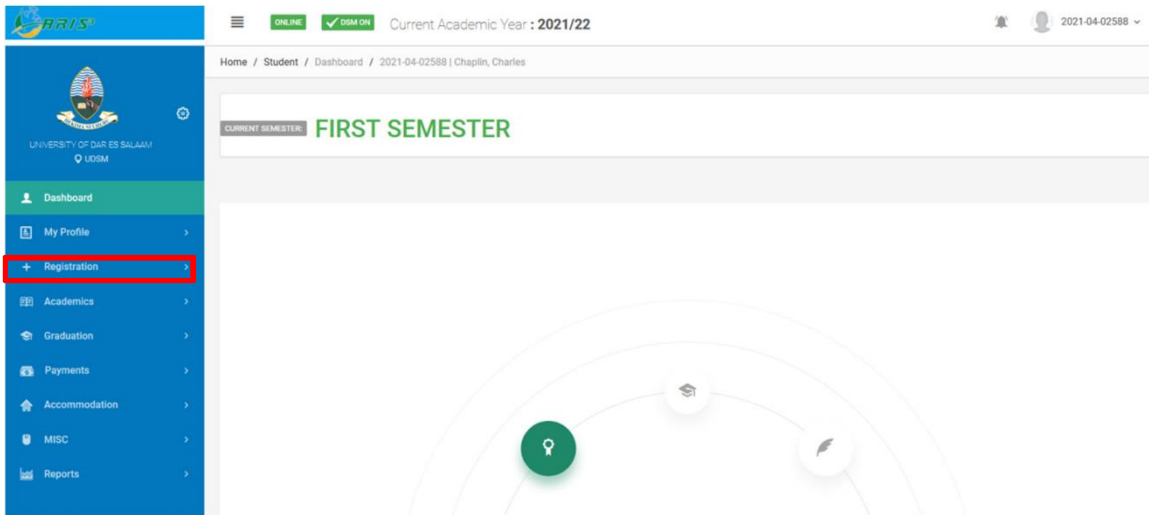 ARIS
ONLINE
DSM ON
Current Academic Year : 2021/22
2021-04-02588
Home / Student / Dashboard / 2021-04-02588 | Chaplin, Charles
UNIVERSITY OF DAR ES SALAAM
UDSM
CURRENT SEMESTER: FIRST SEMESTER
Dashboard
My Profile
Registration
Academics
Graduation
Payments
Accommodation
MISC
Reports